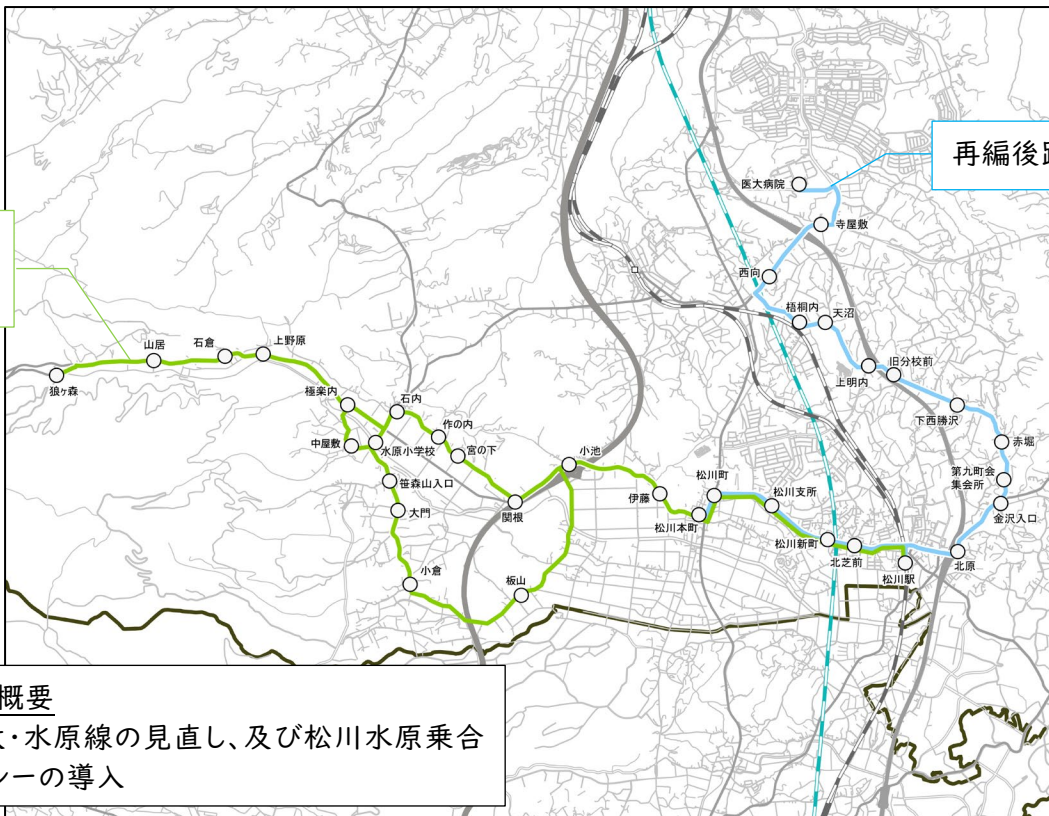 再編後路
医大病院
寺屋敷
西向
梧桐内
天沼
上明内
旧分校前
下西勝沢
赤堀
第九町会
集会所
金沢入口
北原
山居
石倉
上野原
狼ヶ森
極楽内
石内
作の内
中屋敷
水原小学校
宮の下
笹森山入口
大門
関根
小池
伊藤
松川町
松川本町
松川支所
松川新町
北芝前
松川駅
小倉
板山
概要
・水原線の見直し、及び松川水原乗合
シーの導入